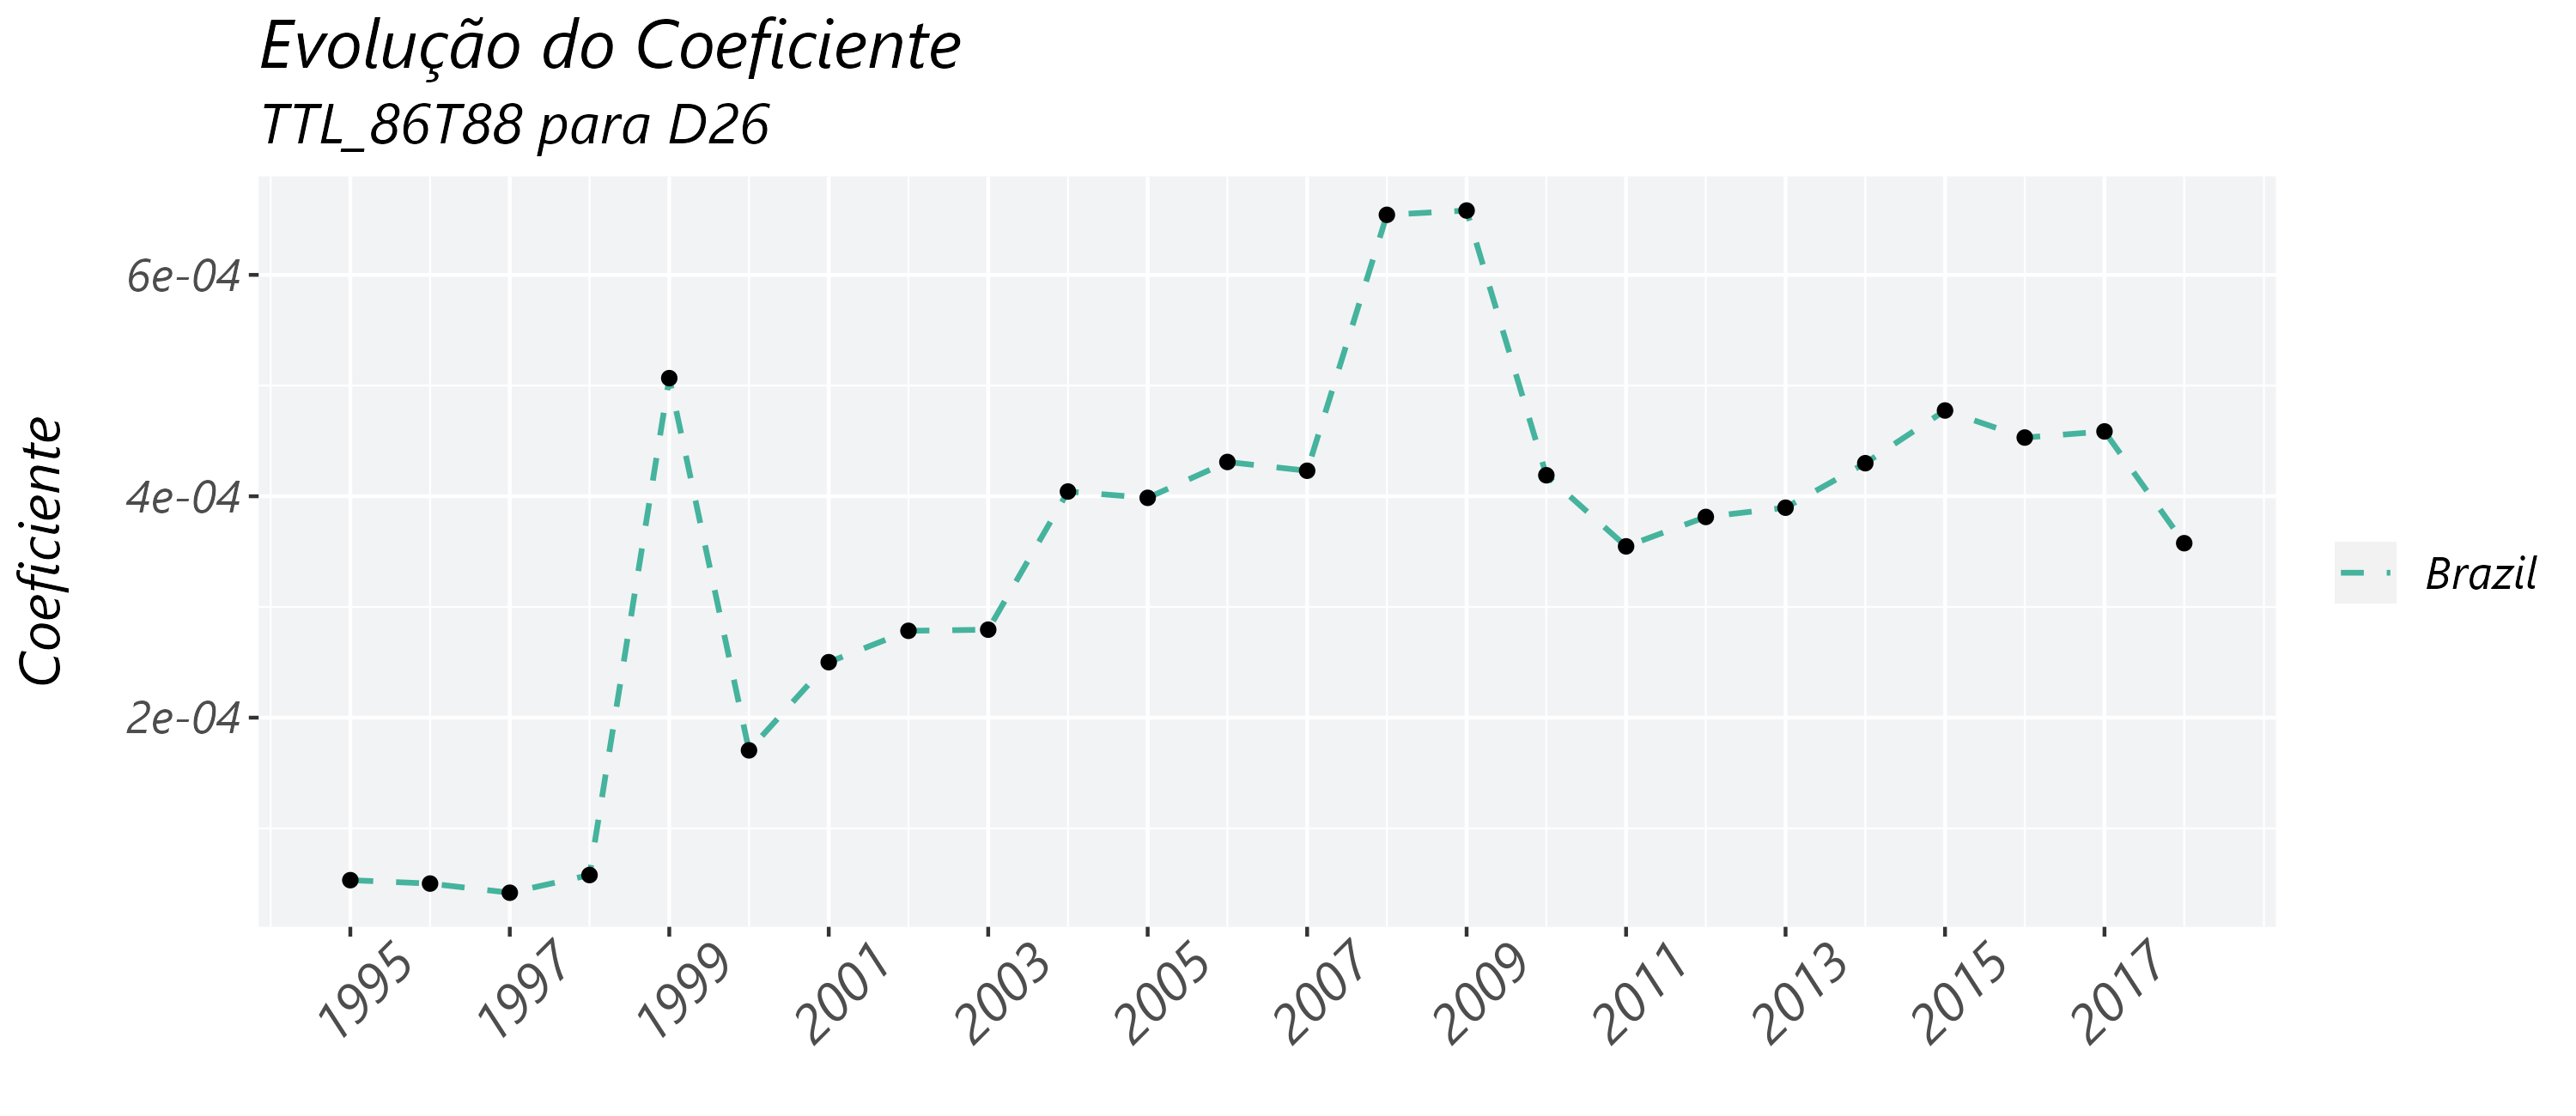 Evolução do Coeficiente
TTL_86T88 para D26
Coeficiente
6e-04
4e-04
2e-04
1995
1997
1999
2001
2003
2005
2007
2009
2011
2013
2015
2017
Brazil